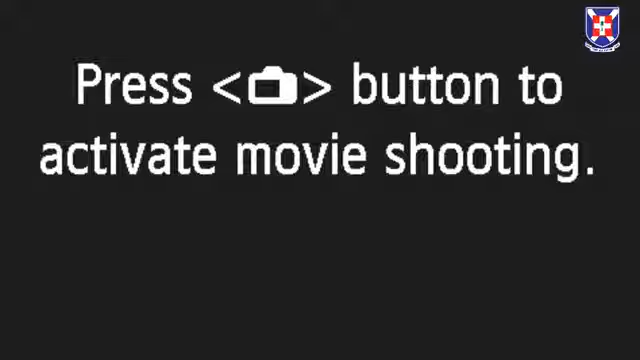 Press <📷> button to
activate movie shooting.